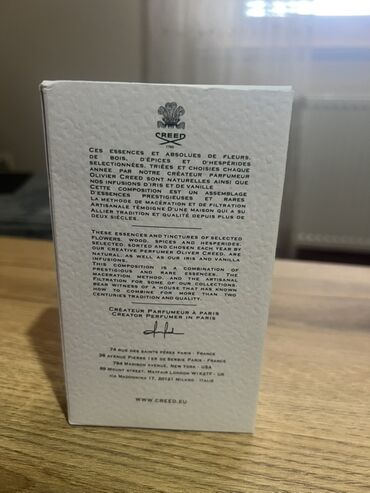 CREED
1760
CES ESSENCES ET ABSOLUES DE FLEURS,
DE BOIS, D'ÉPICES ET D'HESPÉRIDES
SELECTIONNÉES, TRIÉES ET CHOISIES CHAQUE
ANNÉE PAR NOTRE CRÉATEUR PARFUMEUR
OLIVIER CREED SONT NATURELLES AINSI QUE
NOS INFUSIONS D'IRIS ET DE VANILLE
CETTE COMPOSITION EST UN ASSEMBLAGE
D'ESSENCES PRESTIGIEUSES ET RARES
LA METHODE DE MACÉRATION ET DE FILTRATION
ARTISANALE TÉMOIGNE D'UNE MAISON QUI A SU
ALLIER TRADITION ET QUALITÉ DEPUIS PLUS DE
DEUX SIÈCLES.
THESE ESSENCES AND TINCTURES OF SELECTED
FLOWERS, WOOD, SPICES AND HESPERIDES,
SELECTED, SORTED AND CHOSEN EACH YEAR BY
OUR CREATIVE PERFUMER OLIVER CREED, ARE
NATURAL, AS WELL AS OUR IRIS AND VANILLA
INFUSIONS.
THIS COMPOSITION IS A COMBINATION OF
PRESTIGIOUS AND RARE ESSENCES. THE
MACERATION METHOD, AND THE ARTISANAL
FILTRATION FOR SOME OF OUR COLLECTIONS,
BEAR WITNESS OF A HOUSE THAT HAS KNOWN
HOW TO COMBINE FOR MORE THAN TWO
CENTURIES TRADITION AND QUALITY.
CRÉATEUR PARFUMEUR À PARIS
CREATOR PERFUMER IN PARIS
74 RUE DES SAINTS PÈRES PARIS - FRANCE
38 AVENUE PIERRE 1ER DE SERBIE PARIS - FRANCE
794 MADISON AVENUE, NEW YORK - USA
99 MOUNT STREET, MAYFAIR LONDON W1K2TF - UK
VIA MADONNINA 17, 20121 MILANO - ITALIE
WWW.CREED.EU